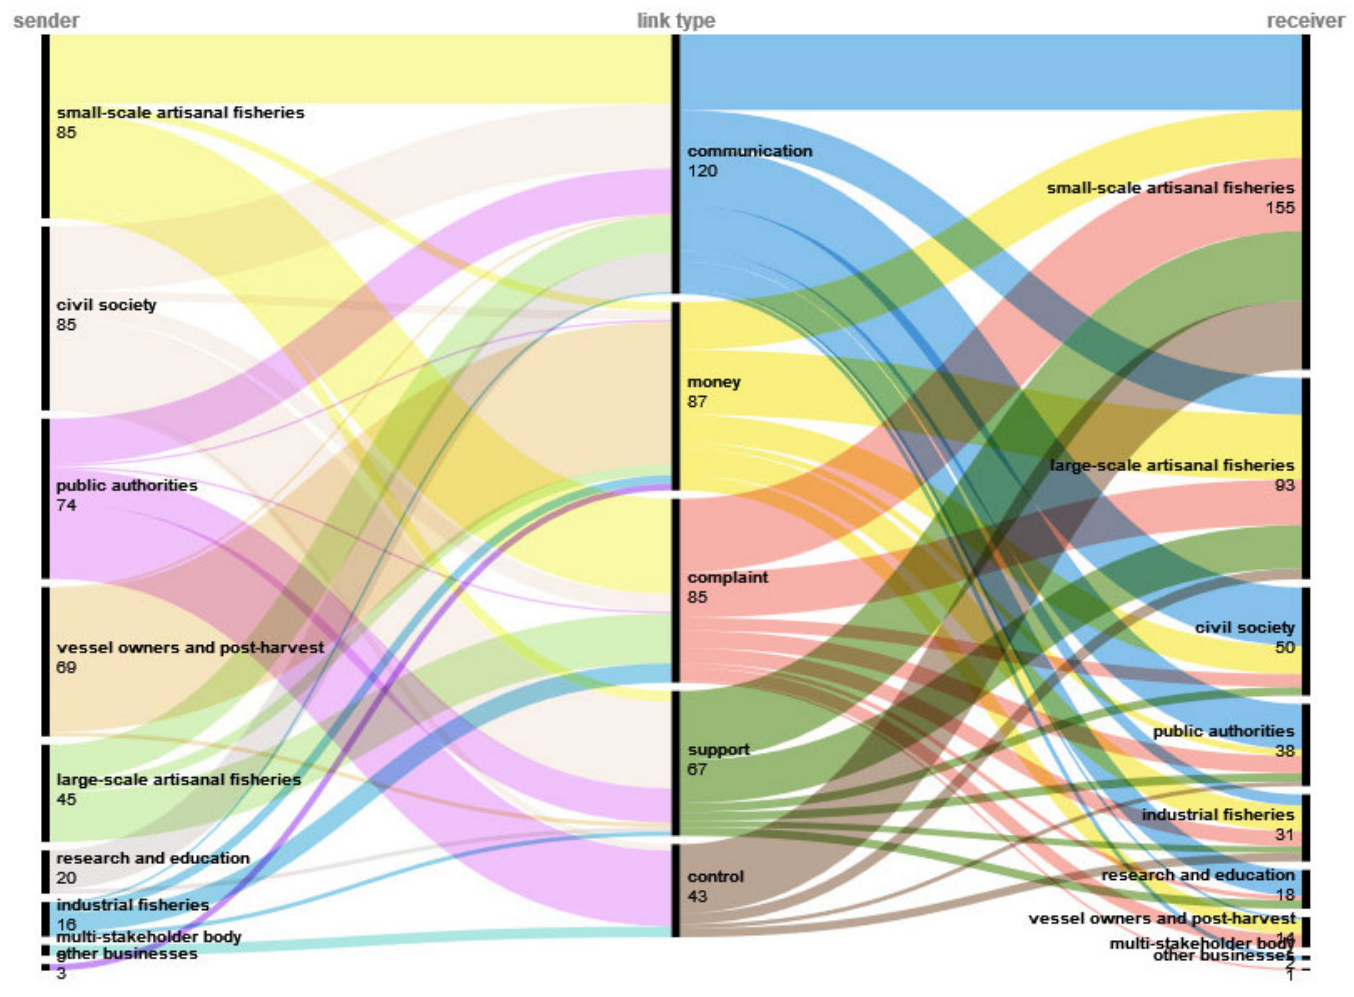 sender
link type
receiver
small-scale artisanal fisheries
85
civil society
85
public authorities
74
vessel owners and post-harvest
69
large-scale artisanal fisheries
45
research and education
20
industrial fisheries
16
multi-stakeholder body
other businesses
3
communication
120
money
87
complaint
85
support
67
control
43
small-scale artisanal fisheries
155
large-scale artisanal fisheries
93
civil society
50
public authorities
38
industrial fisheries
31
research and education
18
vessel owners and post-harvest
14
multi-stakeholder body
other businesses
1